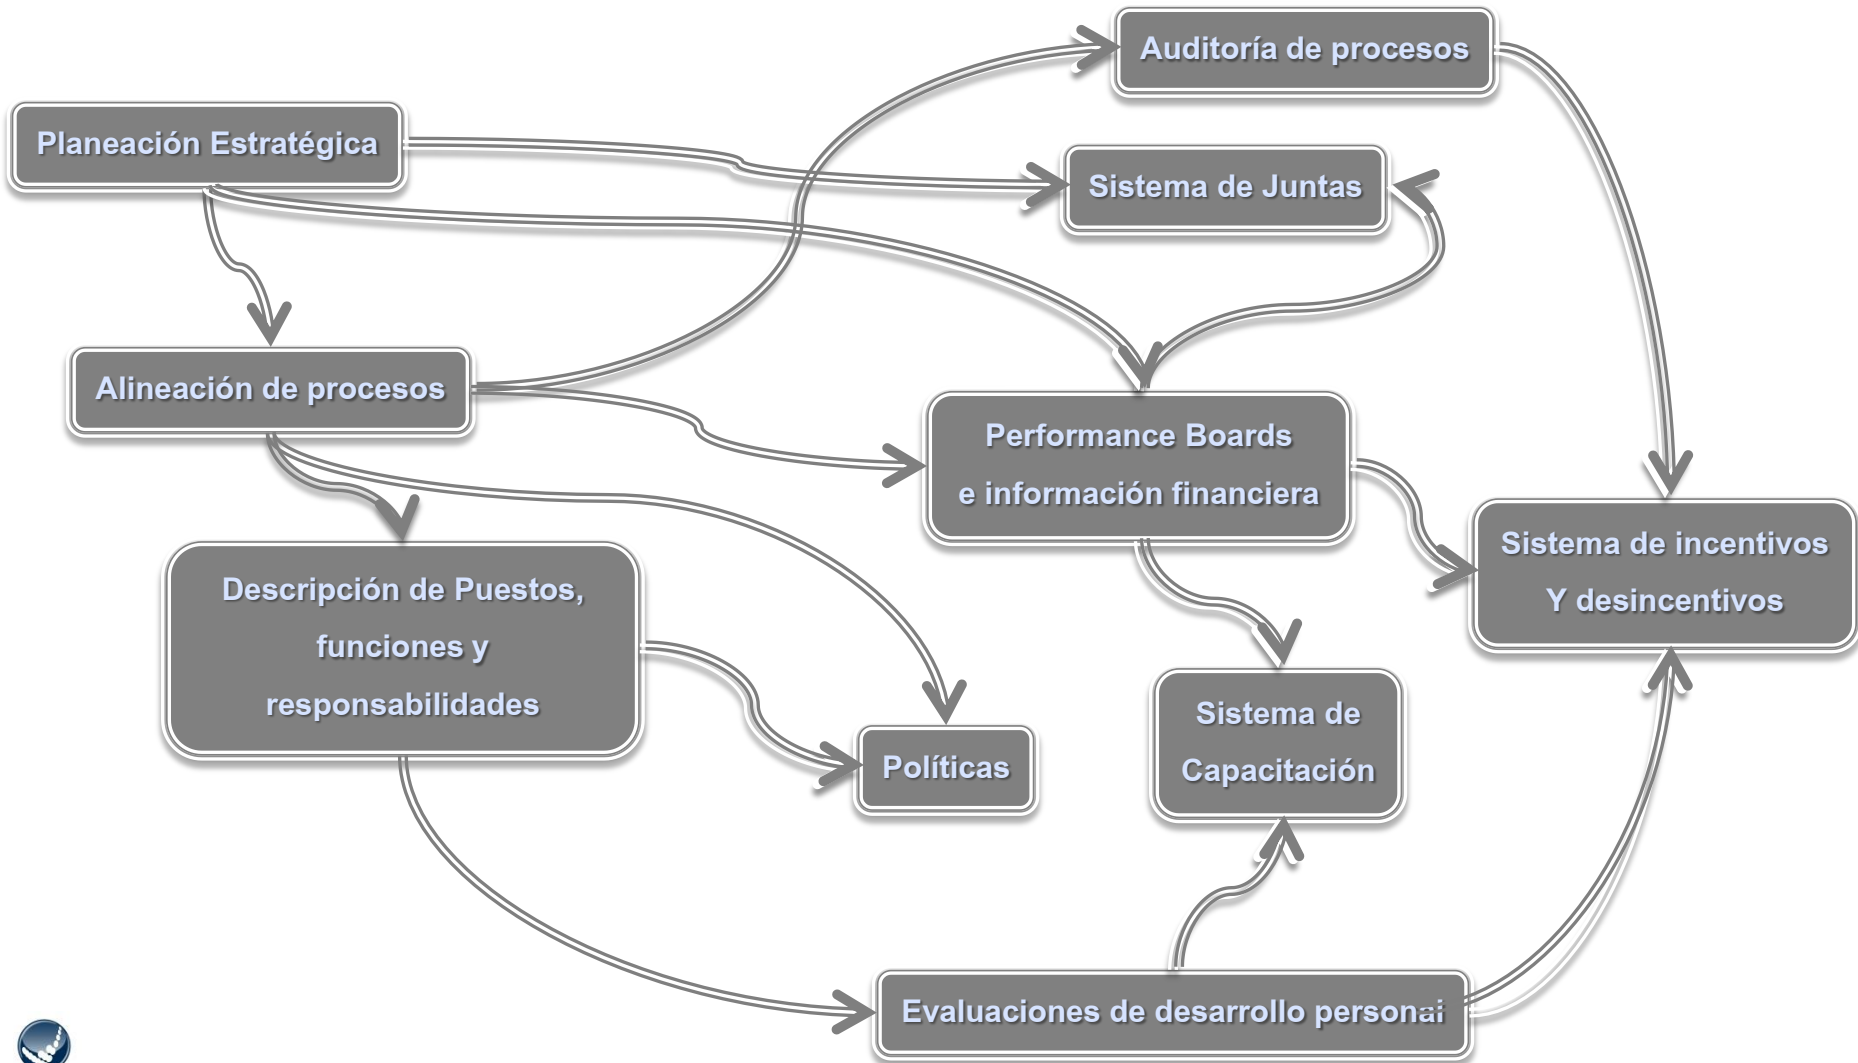 Auditoría de procesos
Planeación Estratégica
Sistema de Juntas
Alineación de procesos
Performance Boards
e información financiera
Sistema de incentivos
Y desincentivos
Descripción de Puestos,
funciones y
responsabilidades
Políticas
Sistema de
Capacitación
Evaluaciones de desarrollo personal